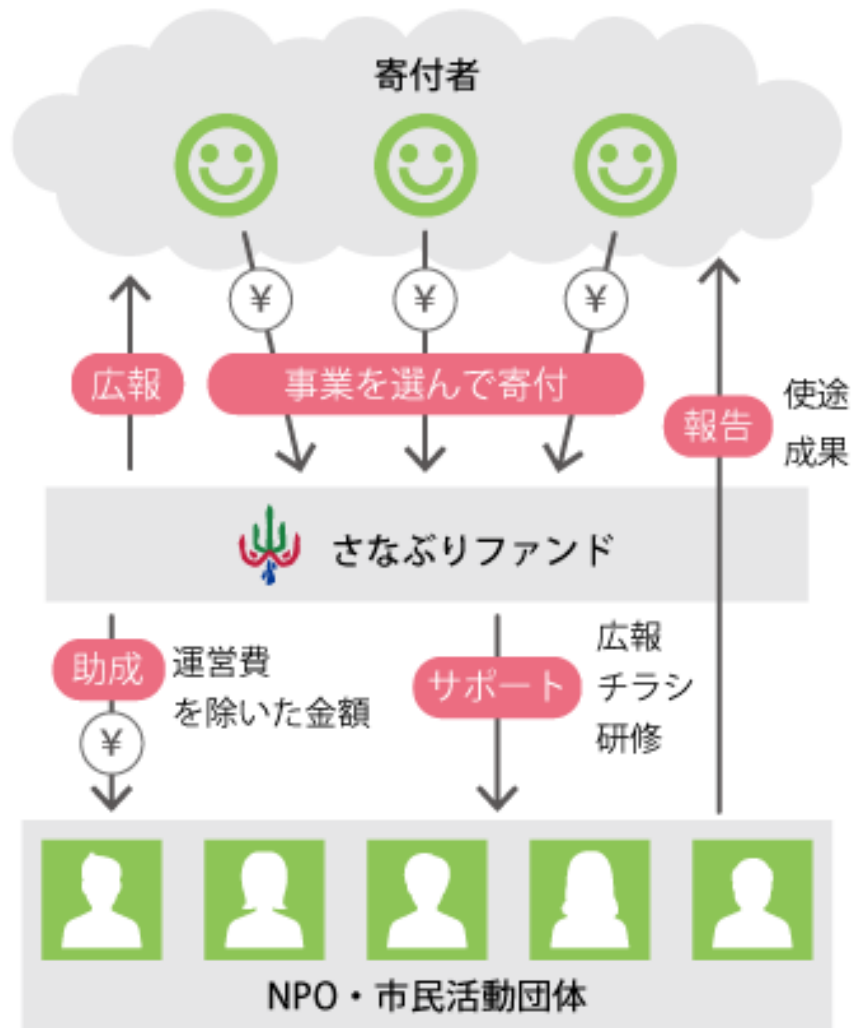 寄付者
¥ ¥ ¥
広報
事業を選んで寄付
報告
使途
成果
さなぶりファンド
助成
運営費
を除いた金額
¥
サポート
広報
チラシ
研修
NPO・市民活動団体